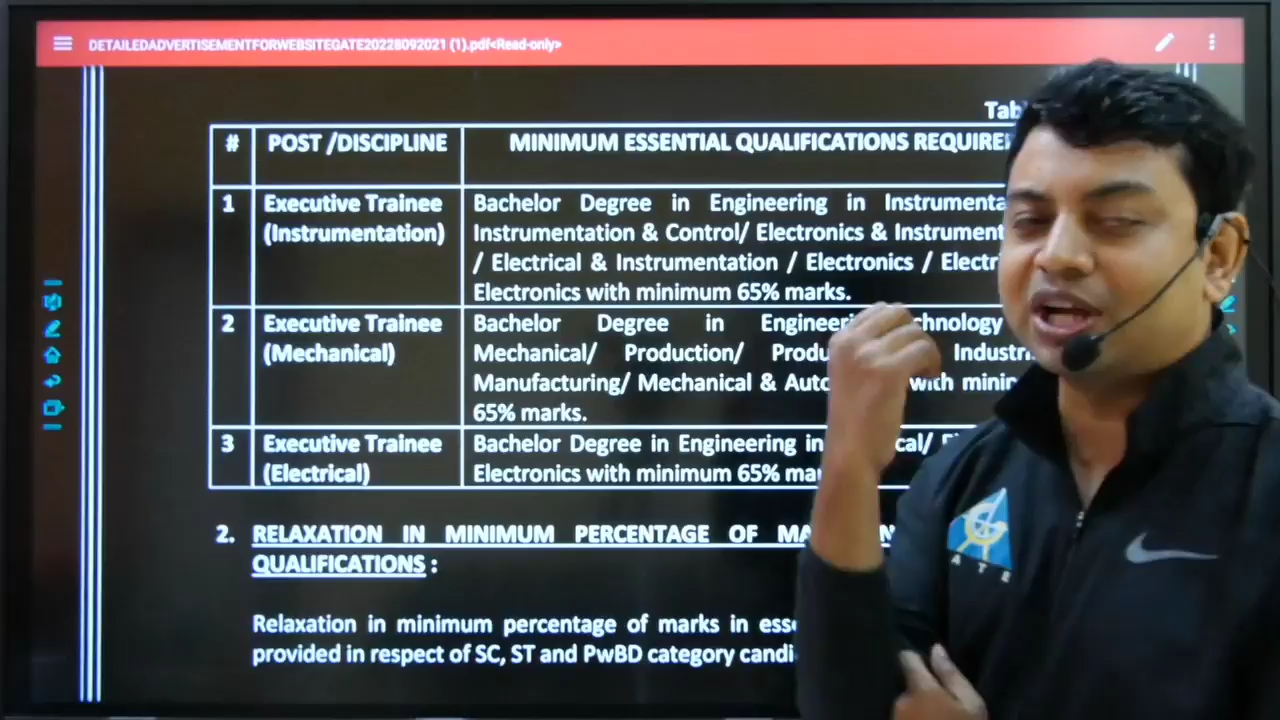 DETAILEDADVERTISEMENTFORWEBSITEGATE20228092021 (1).pdf<Read-only>
# POST /DISCIPLINE MINIMUM ESSENTIAL QUALIFICATIONS
1 Executive Trainee Bachelor Degree in Engineering in
(Instrumentation) Instrumentation & Control/ Electronics &
/ Electrical & Instrumentation / Electronics /
Electronics with minimum 65% marks.
2 Executive Trainee Bachelor Degree in
(Mechanical) Mechanical/ Production/
Manufacturing/ Mechanical & with
65% marks.
3 Executive Trainee Bachelor Degree in Engineering in
(Electrical) Electronics with minimum 65%
2. RELAXATION IN MINIMUM PERCENTAGE OF
QUALIFICATIONS :
Relaxation in minimum percentage of marks in
provided in respect of SC, ST and PwBD category